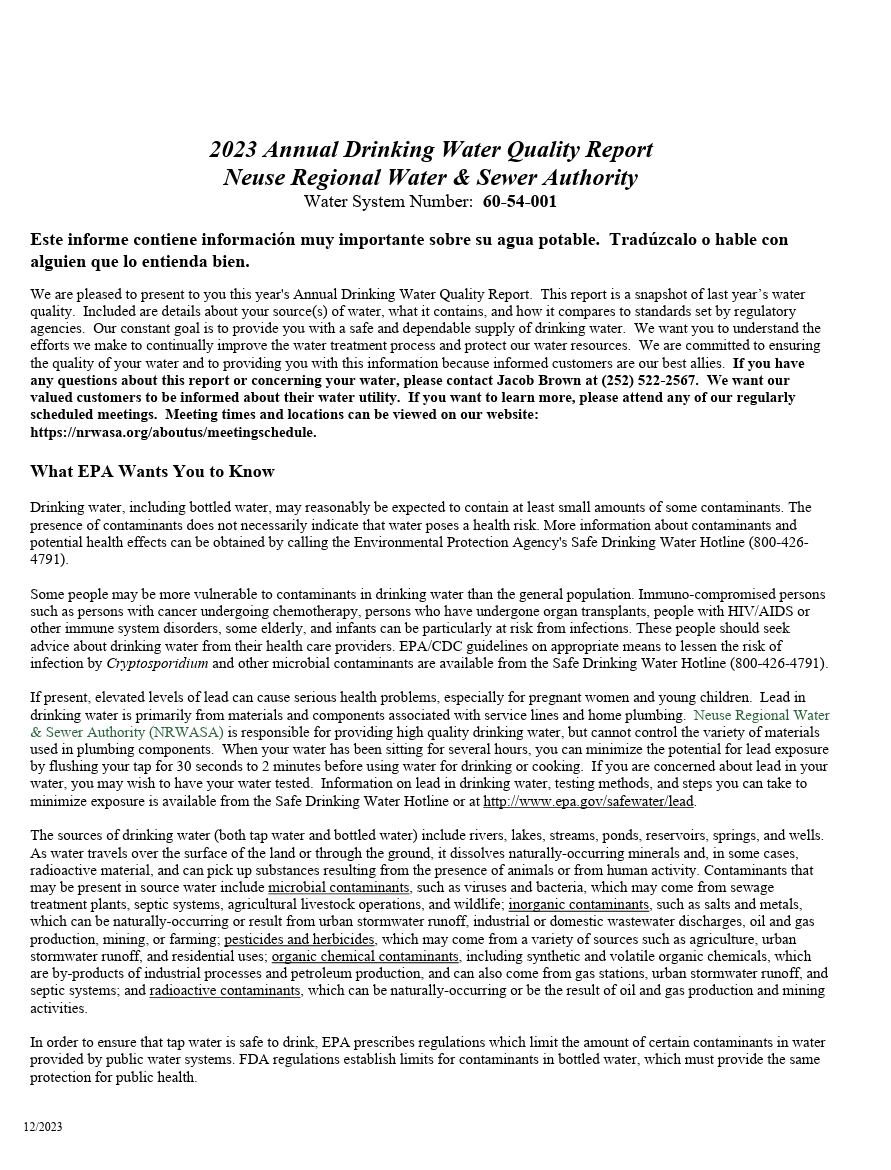 2023 Annual Drinking Water Quality Report
Neuse Regional Water & Sewer Authority
Water System Number:  60-54-001
Este informe contiene información muy importante sobre su agua potable.  Tradúzcalo o hable con
alguien que lo entienda bien.
We are pleased to present to you this year's Annual Drinking Water Quality Report.  This report is a snapshot of last year’s water
quality.  Included are details about your source(s) of water, what it contains, and how it compares to standards set by regulatory
agencies.  Our constant goal is to provide you with a safe and dependable supply of drinking water.  We want you to understand the
efforts we make to continually improve the water treatment process and protect our water resources.  We are committed to ensuring
the quality of your water and to providing you with this information because informed customers are our best allies.  If you have
any questions about this report or concerning your water, please contact Jacob Brown at (252) 522-2567.  We want our
valued customers to be informed about their water utility.  If you want to learn more, please attend any of our regularly
scheduled meetings.  Meeting times and locations can be viewed on our website:
https://nrwasa.org/aboutus/meetingschedule.
What EPA Wants You to Know
Drinking water, including bottled water, may reasonably be expected to contain at least small amounts of some contaminants. The
presence of contaminants does not necessarily indicate that water poses a health risk. More information about contaminants and
potential health effects can be obtained by calling the Environmental Protection Agency's Safe Drinking Water Hotline (800-426-
4791).
Some people may be more vulnerable to contaminants in drinking water than the general population. Immuno-compromised persons
such as persons with cancer undergoing chemotherapy, persons who have undergone organ transplants, people with HIV/AIDS or
other immune system disorders, some elderly, and infants can be particularly at risk from infections. These people should seek
advice about drinking water from their health care providers. EPA/CDC guidelines on appropriate means to lessen the risk of
infection by Cryptosporidium and other microbial contaminants are available from the Safe Drinking Water Hotline (800-426-4791).
If present, elevated levels of lead can cause serious health problems, especially for pregnant women and young children.  Lead in
drinking water is primarily from materials and components associated with service lines and home plumbing.  Neuse Regional Water
& Sewer Authority (NRWASA) is responsible for providing high quality drinking water, but cannot control the variety of materials
used in plumbing components.  When your water has been sitting for several hours, you can minimize the potential for lead exposure
by flushing your tap for 30 seconds to 2 minutes before using water for drinking or cooking.  If you are concerned about lead in your
water, you may wish to have your water tested.  Information on lead in drinking water, testing methods, and steps you can take to
minimize exposure is available from the Safe Drinking Water Hotline or at http://www.epa.gov/safewater/lead.
The sources of drinking water (both tap water and bottled water) include rivers, lakes, streams, ponds, reservoirs, springs, and wells.
As water travels over the surface of the land or through the ground, it dissolves naturally-occurring minerals and, in some cases,
radioactive material, and can pick up substances resulting from the presence of animals or from human activity. Contaminants that
may be present in source water include microbial contaminants, such as viruses and bacteria, which may come from sewage
treatment plants, septic systems, agricultural livestock operations, and wildlife; inorganic contaminants, such as salts and metals,
which can be naturally-occurring or result from urban stormwater runoff, industrial or domestic wastewater discharges, oil and gas
production, mining, or farming; pesticides and herbicides, which may come from a variety of sources such as agriculture, urban
stormwater runoff, and residential uses; organic chemical contaminants, including synthetic and volatile organic chemicals, which
are by-products of industrial processes and petroleum production, and can also come from gas stations, urban stormwater runoff, and
septic systems; and radioactive contaminants, which can be naturally-occurring or be the result of oil and gas production and mining
activities.
In order to ensure that tap water is safe to drink, EPA prescribes regulations which limit the amount of certain contaminants in water
provided by public water systems. FDA regulations establish limits for contaminants in bottled water, which must provide the same
protection for public health.
12/2023